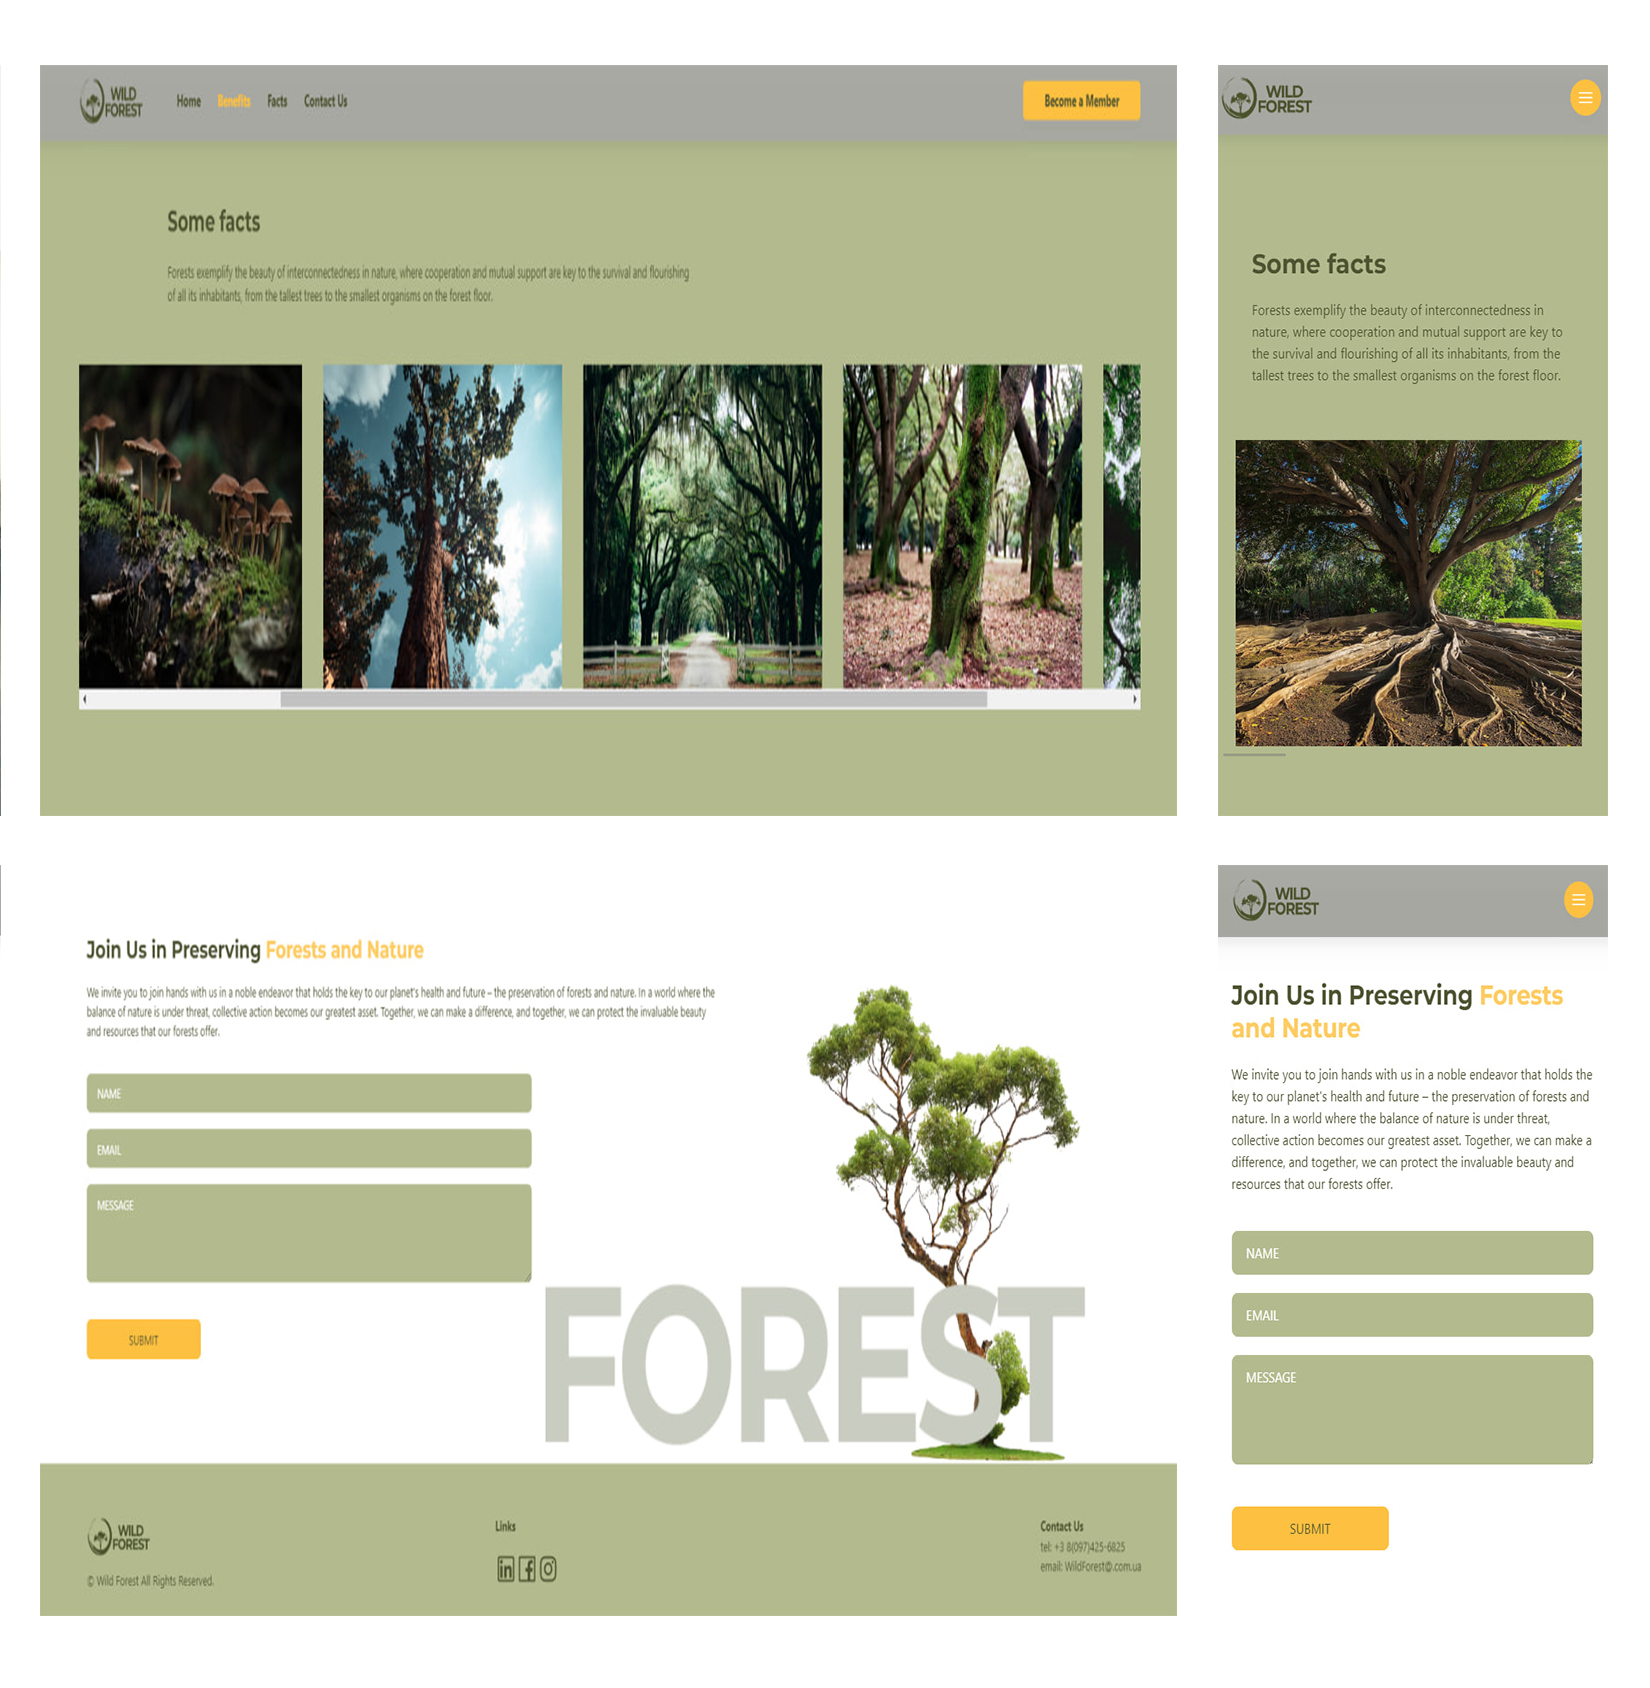 WILD
FOREST
Home Benefits Facts Contact Us
Become a Member
Some facts
Forests exemplify the beauty of interconnectedness in nature, where cooperation and mutual support are key to the survival and flourishing
of all its inhabitants, from the tallest trees to the smallest organisms on the forest floor.
WILD
FOREST
Some facts
Forests exemplify the beauty of interconnectedness in
nature, where cooperation and mutual support are key to
the survival and flourishing of all its inhabitants, from the
tallest trees to the smallest organisms on the forest floor.
Join Us in Preserving Forests and Nature
We invite you to join hands with us in a noble endeavor that holds the key to our planet's health and future – the preservation of forests and nature. In a world where the
balance of nature is under threat, collective action becomes our greatest asset. Together, we can make a difference, and together, we can protect the invaluable beauty
and resources that our forests offer.
NAME
EMAIL
MESSAGE
SUBMIT
FOREST
WILD
FOREST
© Wild Forest All Rights Reserved.
Links
in
Contact Us
tel: +3 8(097)425-6825
email: WildForest@.com.ua
WILD
FOREST
Join Us in Preserving Forests
and Nature
We invite you to join hands with us in a noble endeavor that holds the
key to our planet's health and future – the preservation of forests and
nature. In a world where the balance of nature is under threat,
collective action becomes our greatest asset. Together, we can make a
difference, and together, we can protect the invaluable beauty and
resources that our forests offer.
NAME
EMAIL
MESSAGE
SUBMIT